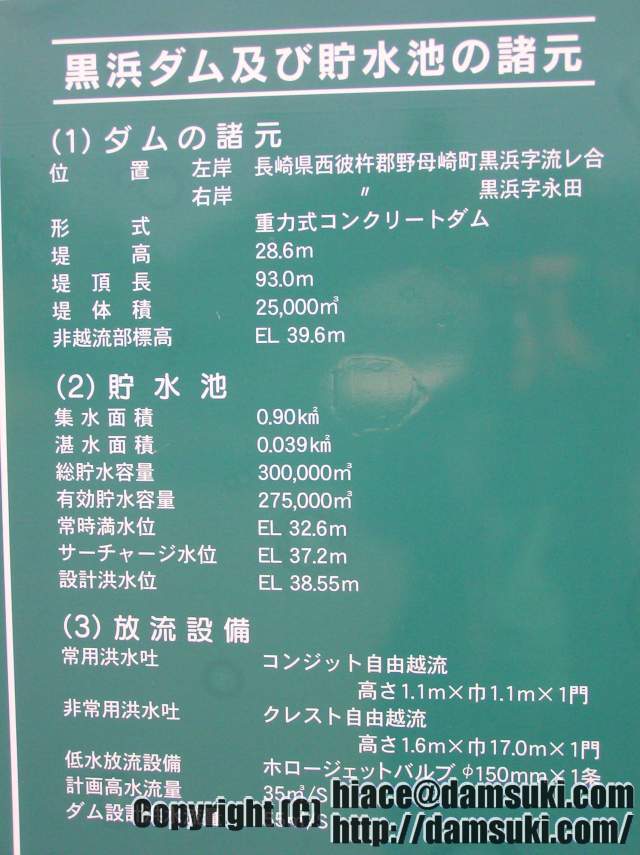 黒浜ダム及び貯水池の諸元
(1)ダムの諸元
位置 左岸 長崎県西彼杵郡野母崎町黒浜字流レ合
右岸 〃 黒浜字永田
形式 重力式コンクリートダム
堤高 28.6m
堤頂長 93.0m
堤体積 25,000㎥
非越流部標高 EL 39.6m
(2)貯水池
集水面積 0.90㎢
湛水面積 0.039㎢
総貯水容量 300,000㎥
有効貯水容量 275,000㎥
常時満水位 EL 32.6m
サーチャージ水位 EL 37.2m
設計洪水位 EL 38.55m
(3)放流設備
常用洪水吐 コンジット自由越流
高さ1.1m×巾1.1m×1門
非常用洪水吐 クレスト自由越流
高さ1.6m×巾17.0m×1門
低水放流設備 ホロージェットバルブ φ150mm×1条
計画高水流量 35㎥/S
ダム設
Copyright (C) hiace@damsuki.com
http://damsuki.com/